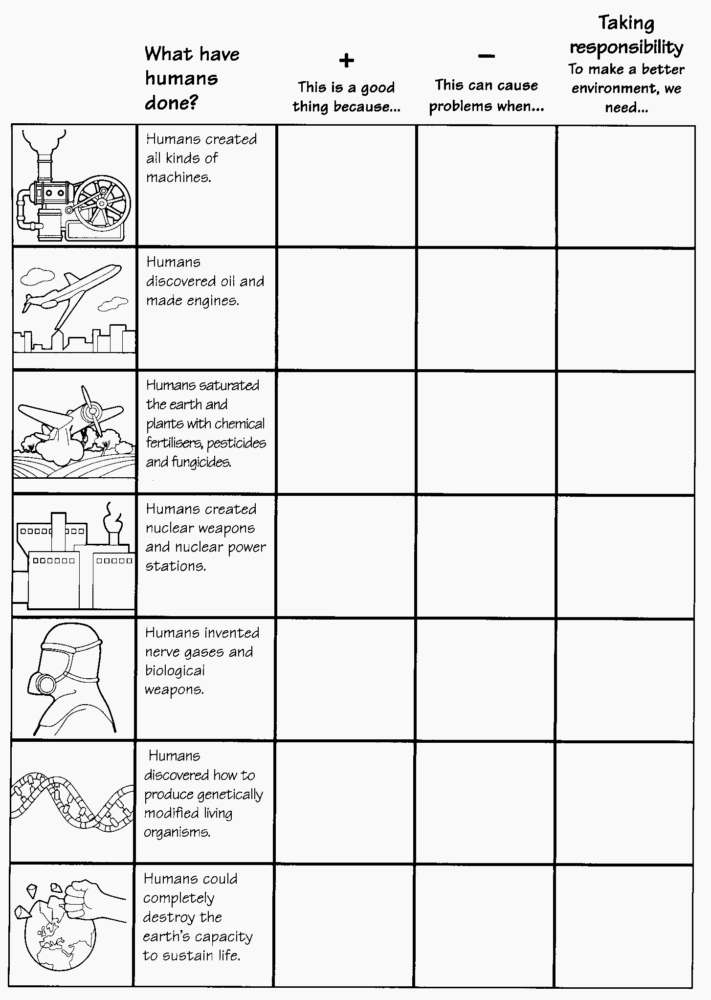 What have
humans
done?
+
This is a good
thing because...
−
This can cause
problems when...
Taking
responsibility
To make a better
environment, we
need...
Humans created
all kinds of
machines.
Humans
discovered oil and
made engines.
Humans saturated
the earth and
plants with chemical
fertilisers, pesticides
and fungicides.
Humans created
nuclear weapons
and nuclear power
stations.
Humans invented
nerve gases and
biological
weapons.
Humans
discovered how to
produce genetically
modified living
organisms.
Humans could
completely
destroy the
earth's capacity
to sustain life.